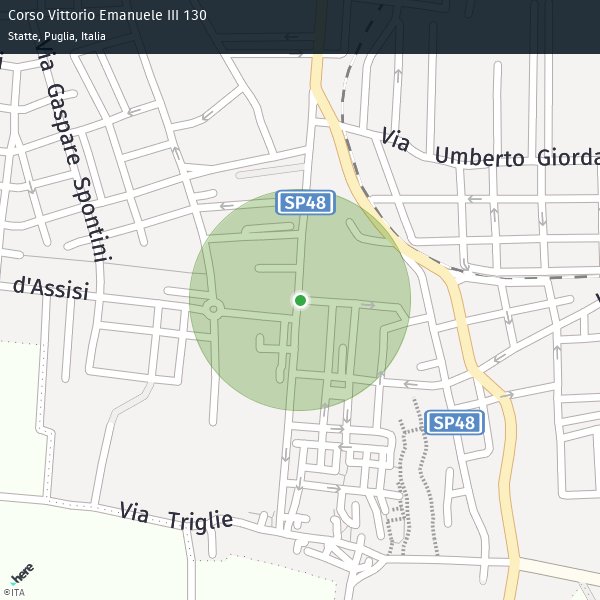 Corso Vittorio Emanuele III 130
Statte, Puglia, Italia
Via Gaspare Spontini
Via Umberto Giorda
SP48
d'Assisi
SP48
Via Triglie
here
©ITA